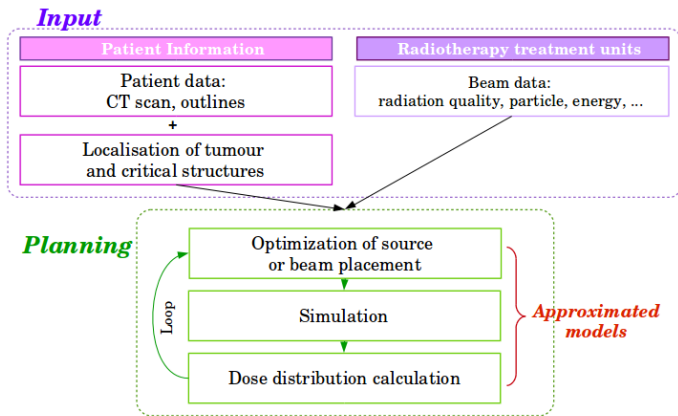 Input
Patient Information
Radiotherapy treatment units
Patient data:
CT scan, outlines
+
Localisation of tumour
and critical structures
Beam data:
radiation quality, particle, energy, ...
Planning
Optimization of source
or beam placement
Loop
Simulation
Dose distribution calculation
Approximated
models